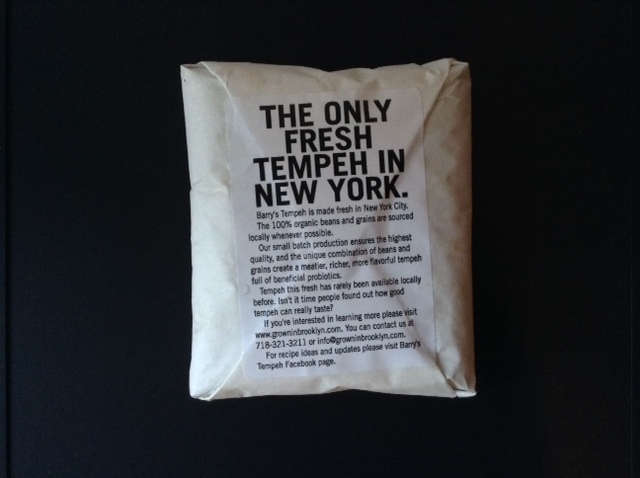 THE ONLY
FRESH
TEMPEH IN
NEW YORK.
Barry's Tempeh is made fresh in New York City.
The 100% organic beans and grains are sourced
locally whenever possible.
Our small batch production ensures the highest
quality, and the unique combination of beans and
grains create a meatier, richer, more flavorful tempeh
full of beneficial probiotics.
Tempeh this fresh has rarely been available locally
before. Isn't it time people found out how good
tempeh can really taste?
If you're interested in learning more please visit
www.growninbrooklyn.com. You can contact us at
718-321-3211 or info@growninbrooklyn.com.
For recipe ideas and updates please visit Barry's
Tempeh Facebook page.